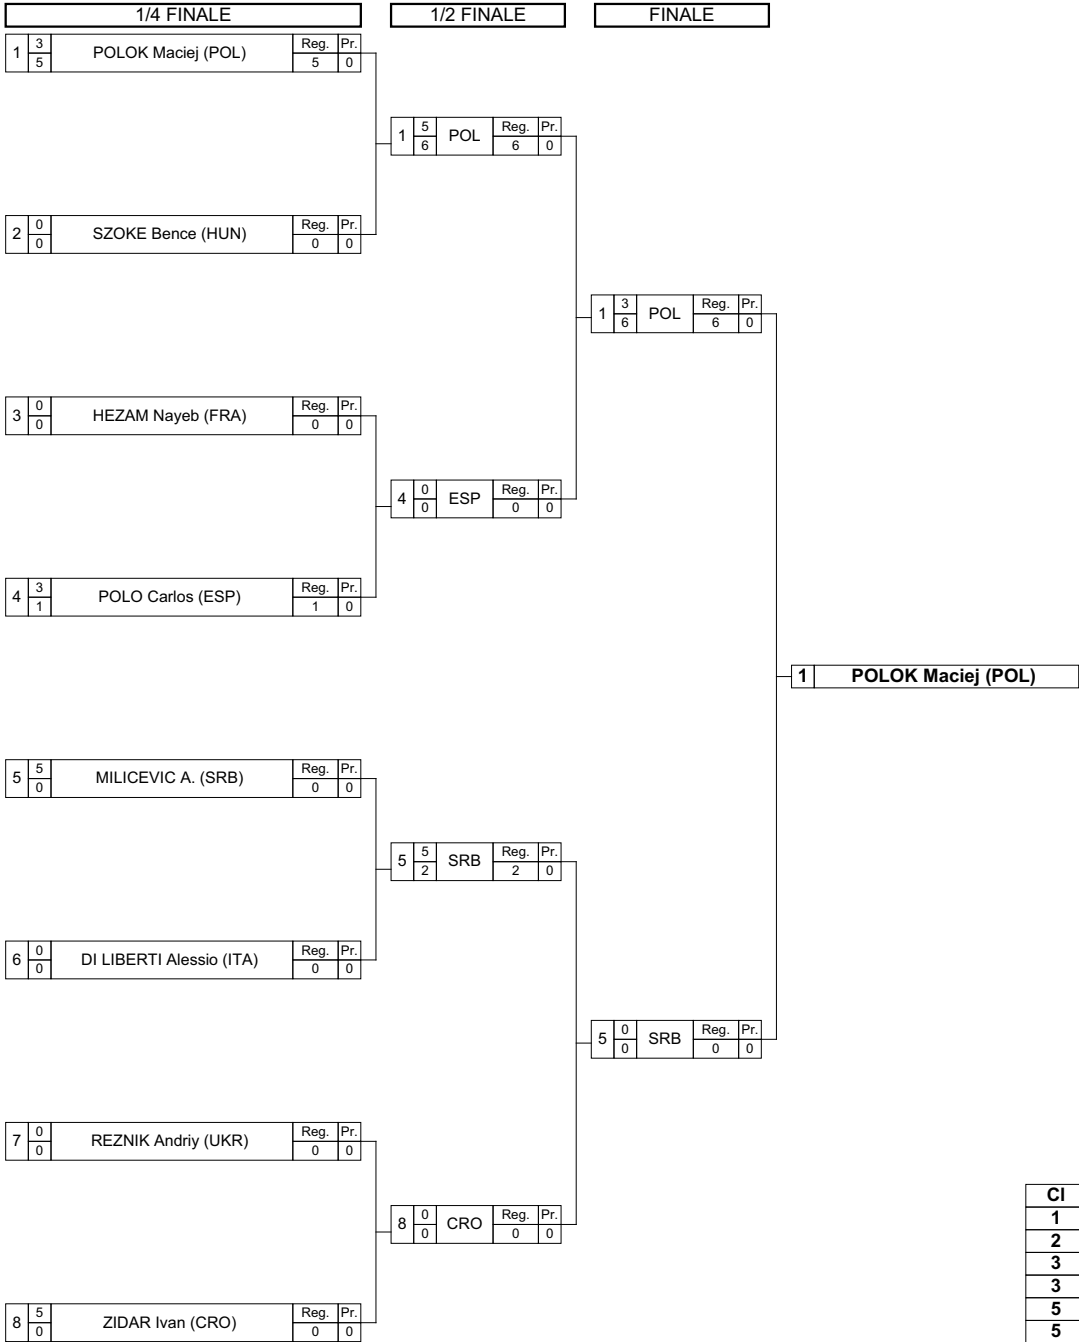 1/4 FINALE 1/2 FINALE FINALE
1 3 5 POLOK Maciej (POL) Reg. Pr. 5 0
1 5 6 POL Reg. Pr. 6 0
2 0 0 SZOKE Bence (HUN) Reg. Pr. 0 0
1 3 6 POL Reg. Pr. 6 0
3 0 0 HEZAM Nayeb (FRA) Reg. Pr. 0 0
4 0 0 ESP Reg. Pr. 0 0
4 3 1 POLO Carlos (ESP) Reg. Pr. 1 0
1 POLOK Maciej (POL)
5 5 0 MILICEVIC A. (SRB) Reg. Pr. 0 0
5 5 2 SRB Reg. Pr. 2 0
6 0 0 DI LIBERTI Alessio (ITA) Reg. Pr. 0 0
5 0 0 SRB Reg. Pr. 0 0
7 0 0 REZNIK Andriy (UKR) Reg. Pr. 0 0
8 0 0 CRO Reg. Pr. 0 0
8 5 0 ZIDAR Ivan (CRO) Reg. Pr. 0 0
Cl
1
2
3
3
5
5